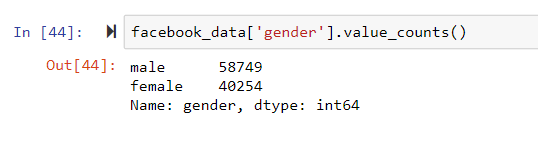 In [44]: facebook_data['gender'].value_counts()
Out[44]: male 58749
female 40254
Name: gender, dtype: int64